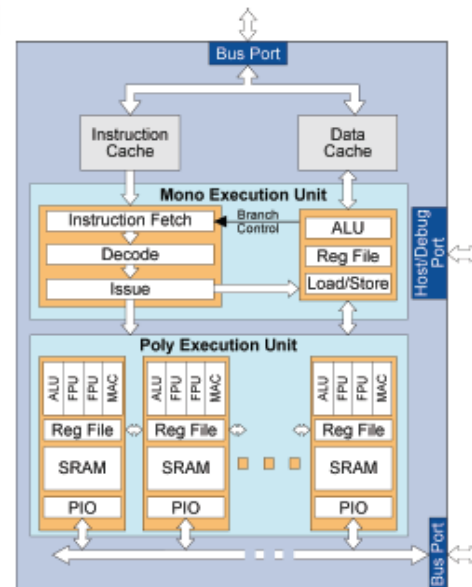 Bus Port
Instruction
Cache
Data
Cache
Mono Execution Unit
Instruction Fetch
Branch
Control
ALU
Decode
Reg File
Issue
Load/Store
Host/Debug
Port
Poly Execution Unit
ALU
FPU
FPU
MAC
ALU
FPU
FPU
MAC
ALU
FPU
FPU
MAC
Reg File
Reg File
Reg File
SRAM
SRAM
SRAM
PIO
PIO
PIO
Bus Port